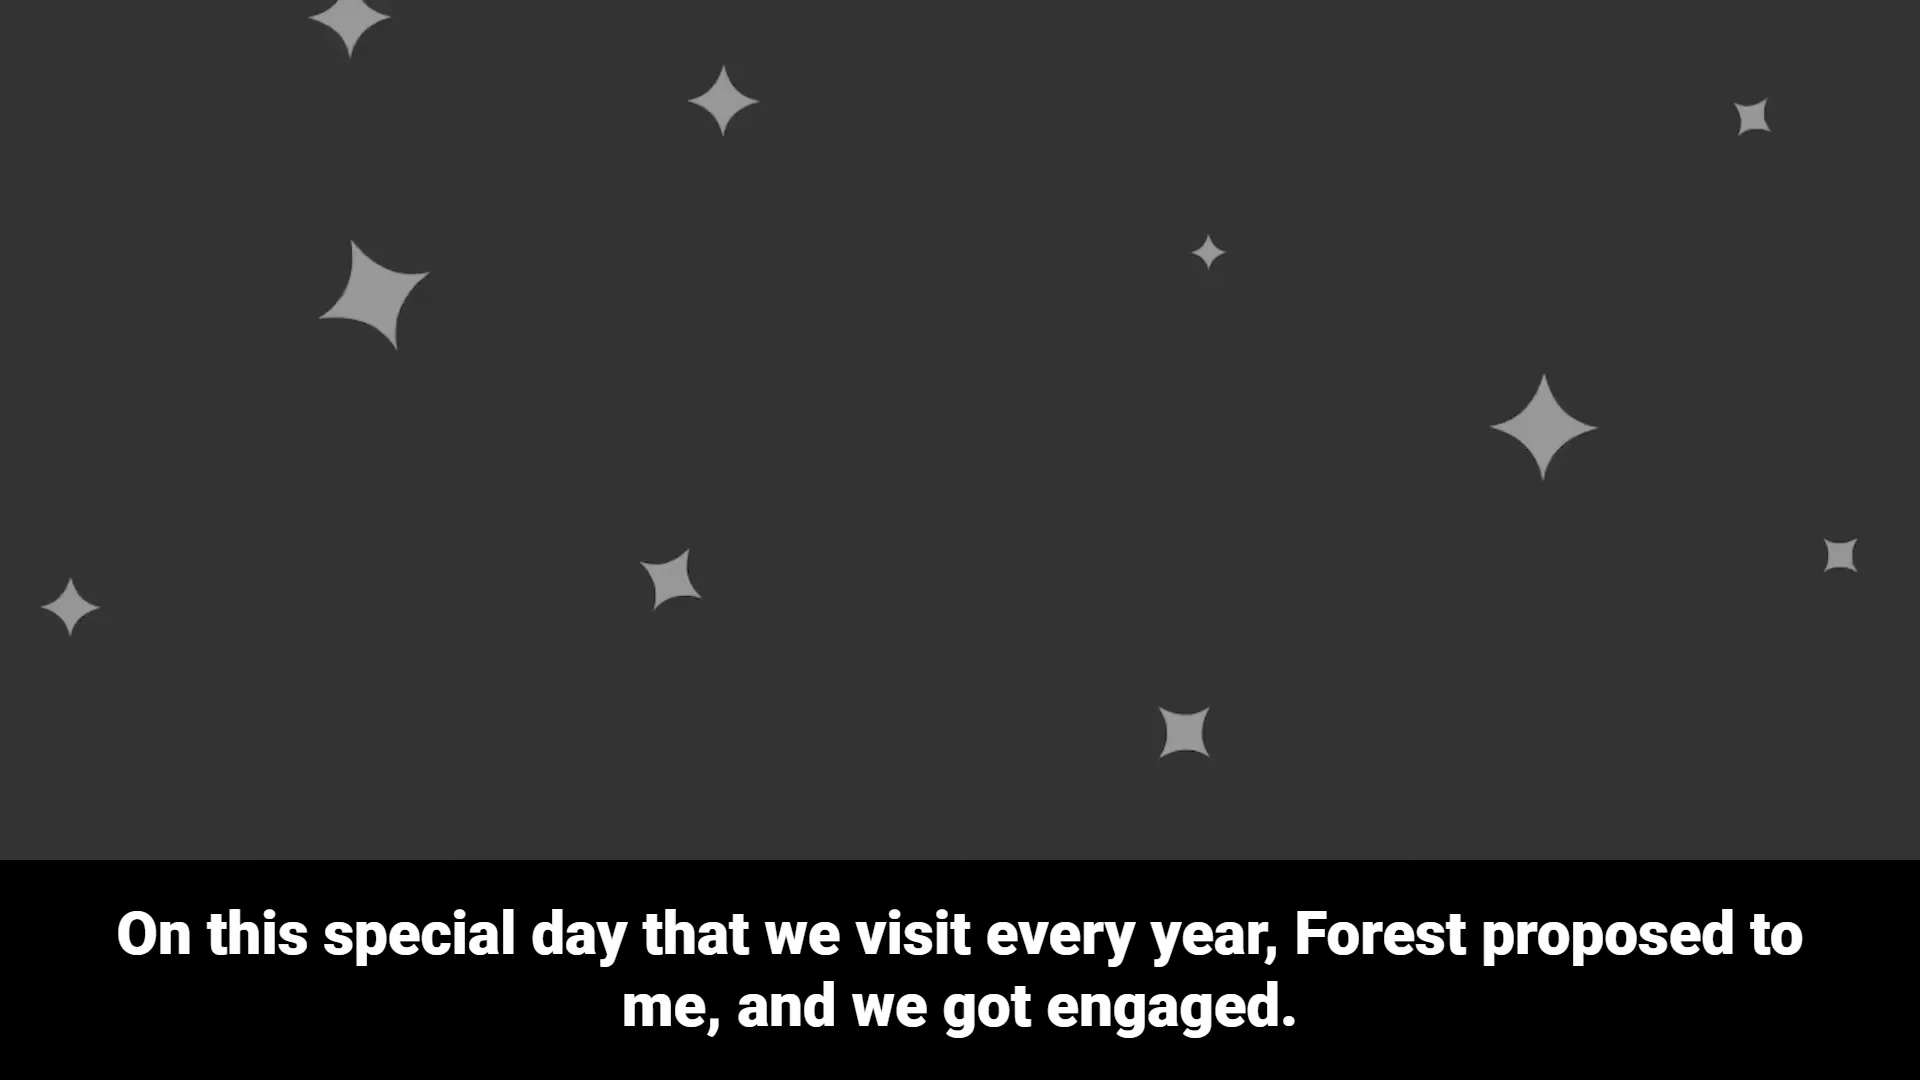 On this special day that we visit every year, Forest proposed to
me, and we got engaged.